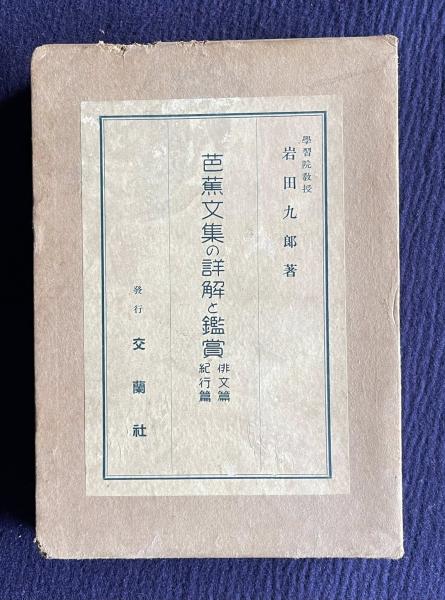 學習院敎授
岩田九郎著
芭蕉文集の詳解と鑑賞
俳文篇
紀行篇
發行
交蘭社